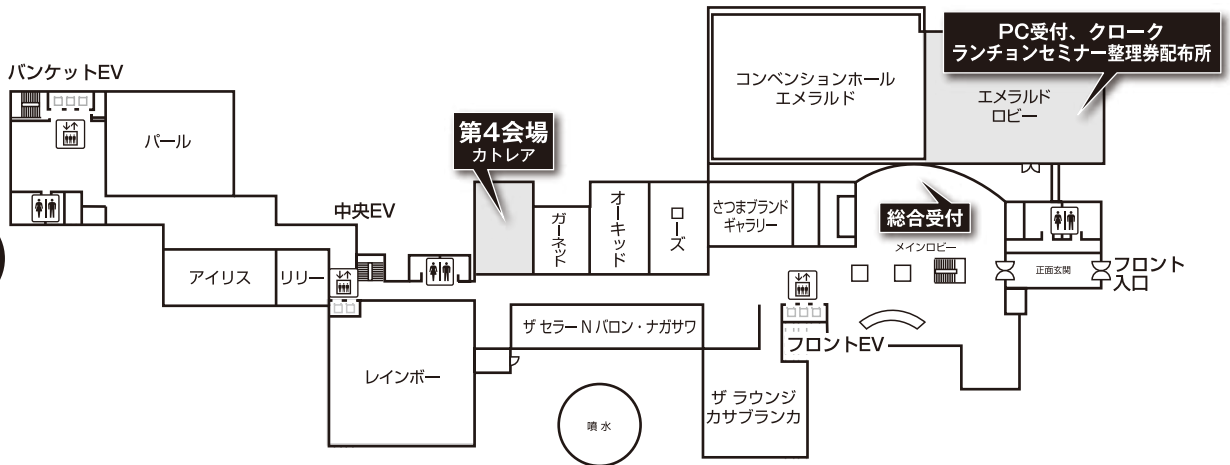 PC受付、クローク
ランチョンセミナー整理券配布所
コンベンションホール
エメラルド
エメラルド
ロビー
バンケットEV
パール
第4会場
カトレア
中央EV
ガーネット
オーキッド
ローズ
さつまブランド
ギャラリー
総合受付
メインロビー
アイリス
リリー
正面玄関
フロント
入口
ザ セラー N バロン・ナガサワ
フロントEV
レインボー
ザ ラウンジ
カサブランカ
噴水